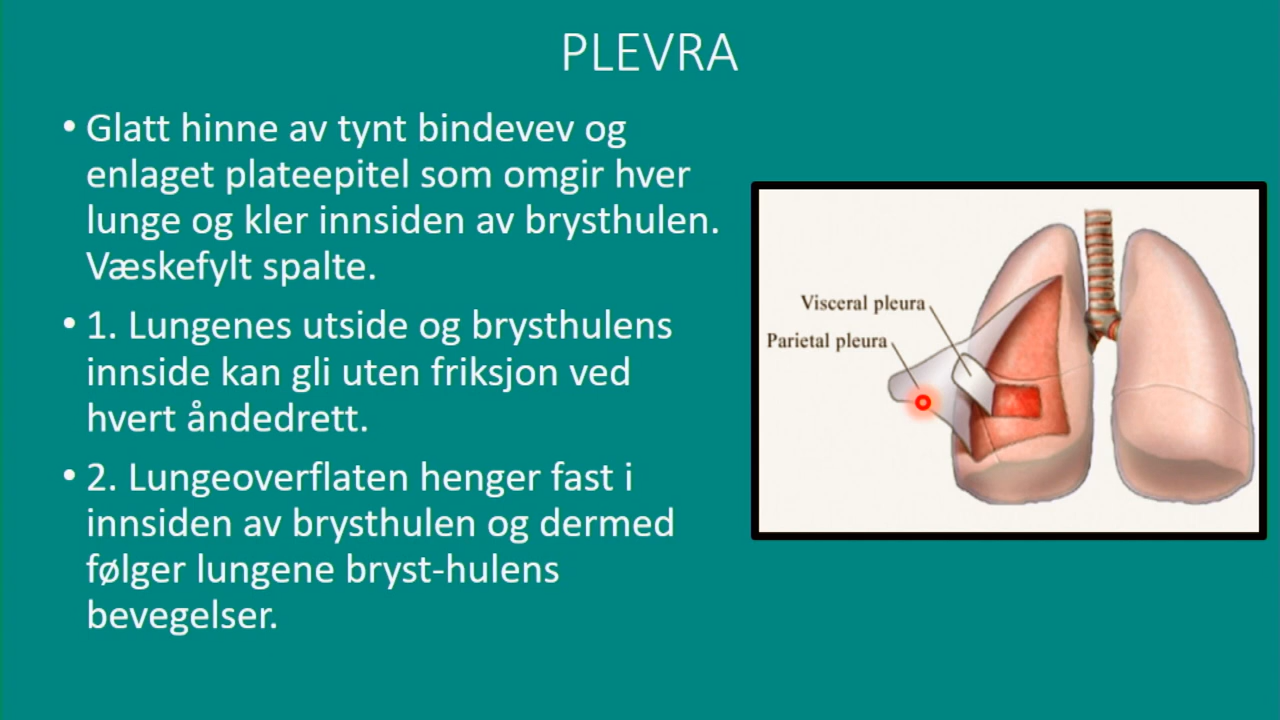 PLEVRA
• Glatt hinne av tynt bindevev og
enlaget plateepitel som omgir hver
lunge og kler innsiden av brysthulen.
Væskefylt spalte.
• 1. Lungenes utside og brysthulens
innside kan gli uten friksjon ved
hvert åndedrett.
• 2. Lungeoverflaten henger fast i
innsiden av brysthulen og dermed
følger lungene bryst-hulens
bevegelser.
Visceral pleura
Parietal pleura